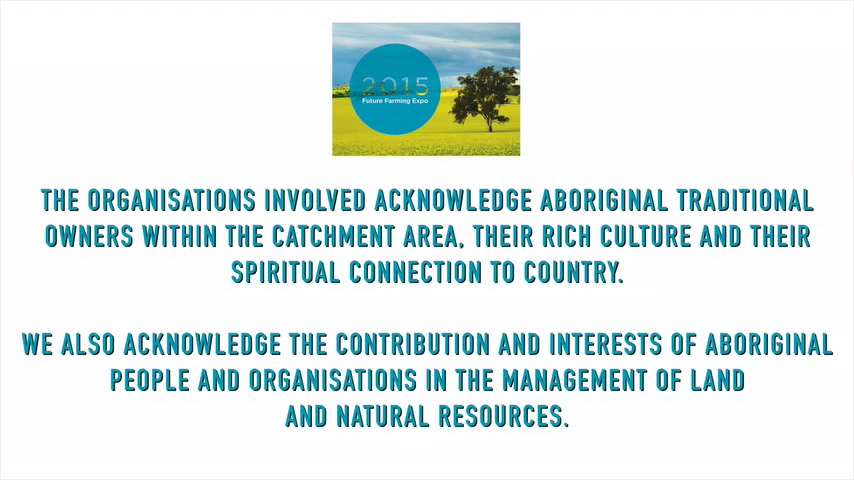 2015
Future Farming Expo
THE ORGANISATIONS INVOLVED ACKNOWLEDGE ABORIGINAL TRADITIONAL
OWNERS WITHIN THE CATCHMENT AREA, THEIR RICH CULTURE AND THEIR
SPIRITUAL CONNECTION TO COUNTRY.
WE ALSO ACKNOWLEDGE THE CONTRIBUTION AND INTERESTS OF ABORIGINAL
PEOPLE AND ORGANISATIONS IN THE MANAGEMENT OF LAND
AND NATURAL RESOURCES.